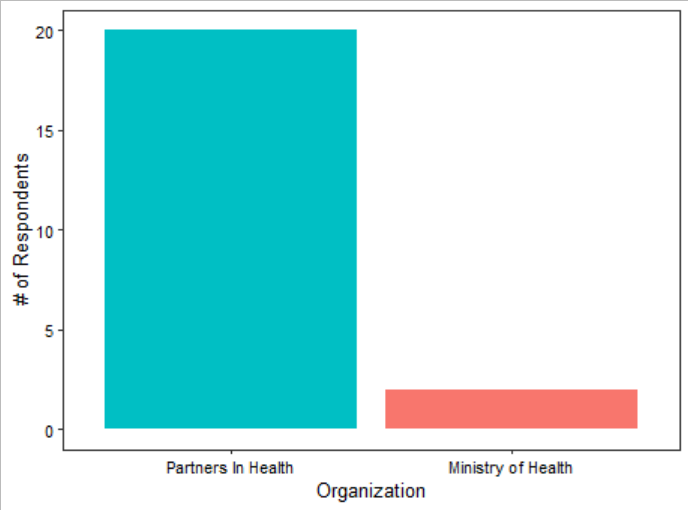 # of Respondents
20
15
10
5
0
Partners In Health
Ministry of Health
Organization